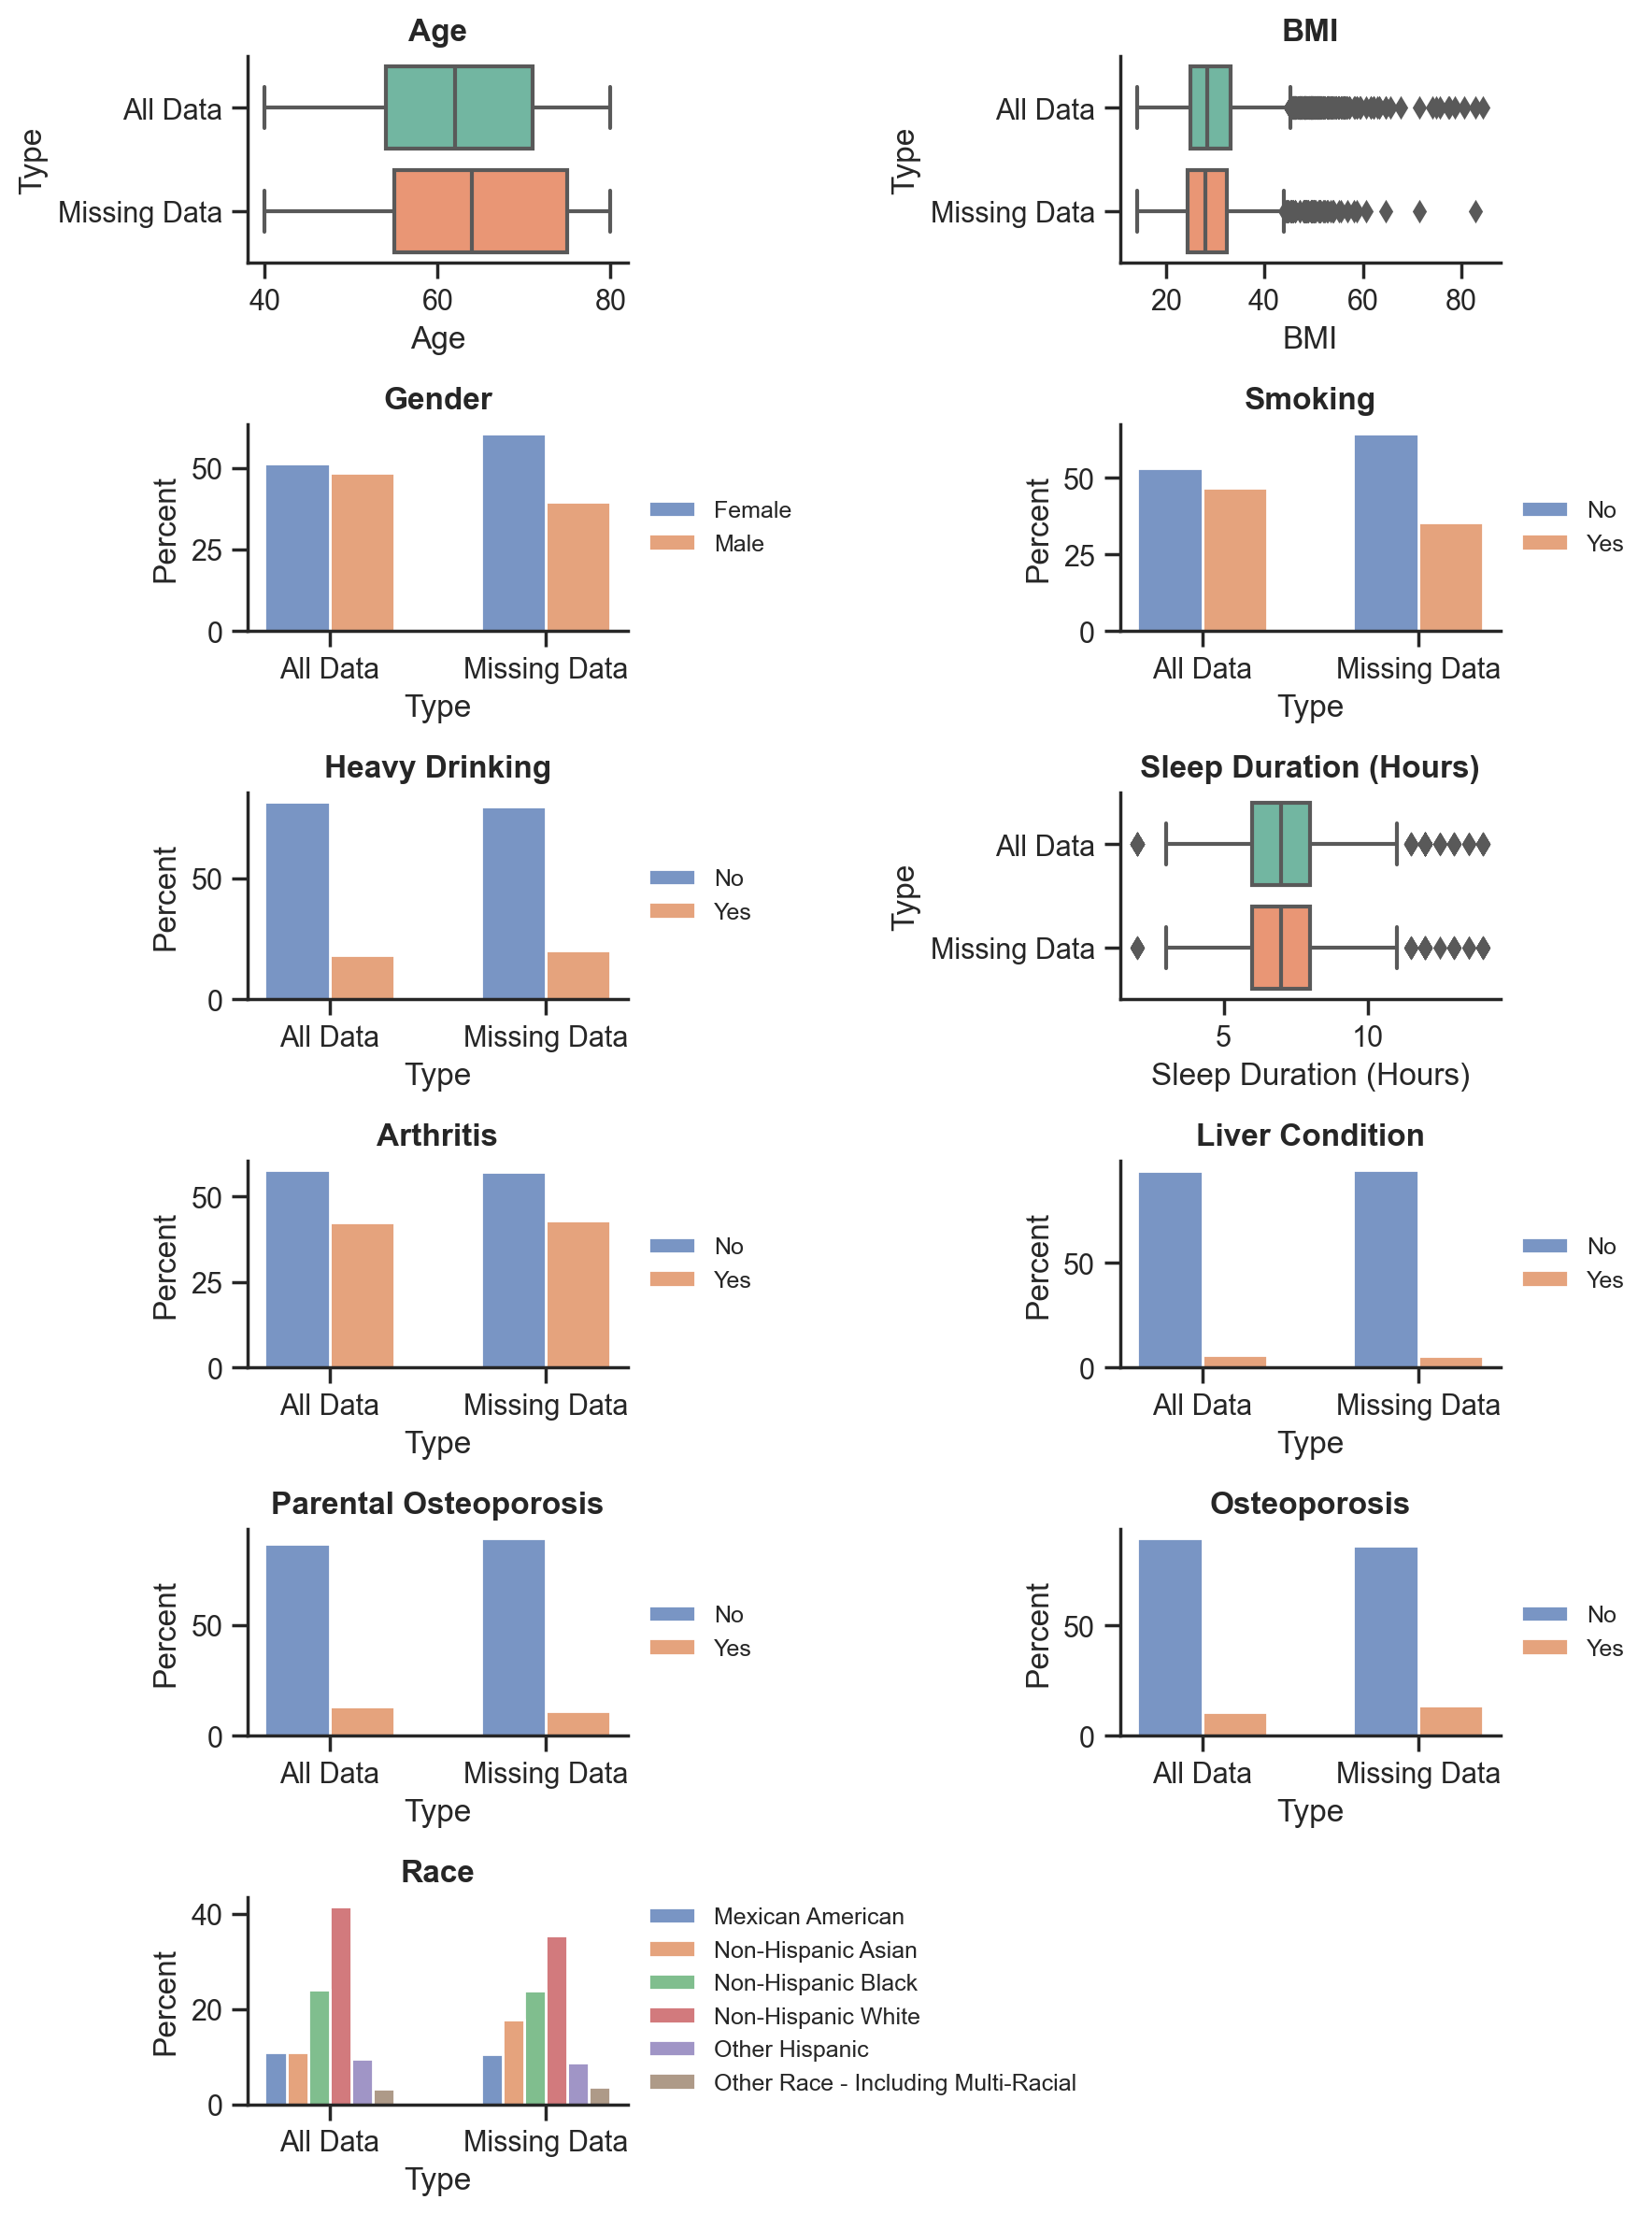 Age
Type
All Data
Missing Data
40 60 80
Age
BMI
Type
All Data
Missing Data
20 40 60 80
BMI
Gender
Percent
50
25
0
All Data Missing Data
Type
Female
Male
Smoking
Percent
50
25
0
All Data Missing Data
Type
No
Yes
Heavy Drinking
Percent
50
0
All Data Missing Data
Type
No
Yes
Sleep Duration (Hours)
Type
All Data
Missing Data
5 10
Sleep Duration (Hours)
Arthritis
Percent
50
25
0
All Data Missing Data
Type
No
Yes
Liver Condition
Percent
50
0
All Data Missing Data
Type
No
Yes
Parental Osteoporosis
Percent
50
0
All Data Missing Data
Type
No
Yes
Osteoporosis
Percent
50
0
All Data Missing Data
Type
No
Yes
Race
Percent
40
20
0
All Data Missing Data
Type
Mexican American
Non-Hispanic Asian
Non-Hispanic Black
Non-Hispanic White
Other Hispanic
Other Race - Including Multi-Racial